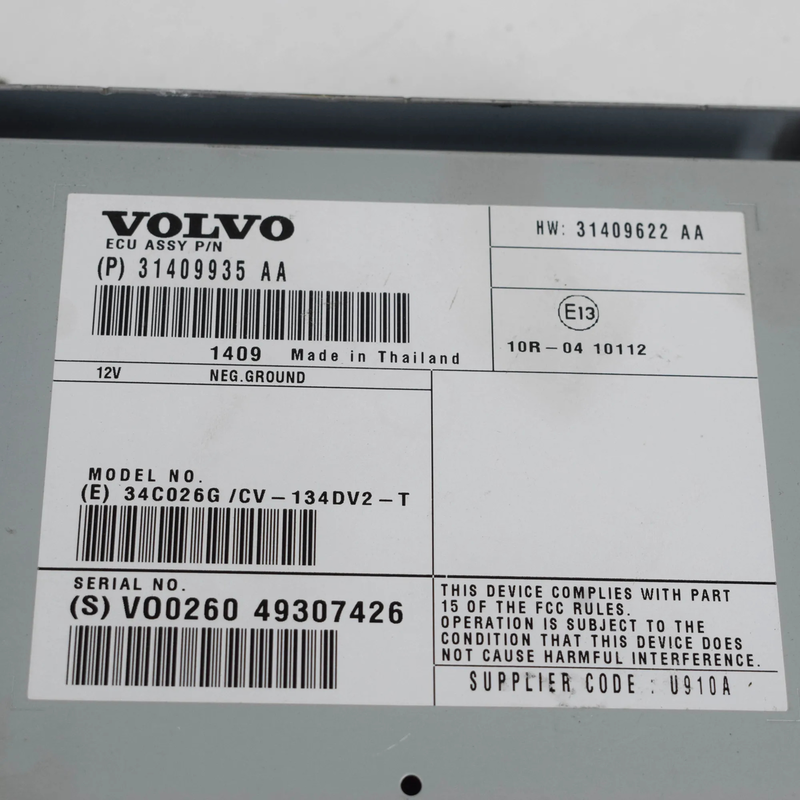 VOLVO
ECU ASSY P/N
(P) 31409935 AA
1409 Made in Thailand
HW: 31409622 AA
E13
10R-04 10112
12V NEG.GROUND
MODEL NO.
(E) 34C026G /CV-134DV2-T
SERIAL NO.
(S) VO0260 49307426
THIS DEVICE COMPLIES WITH PART
15 OF THE FCC RULES.
OPERATION IS SUBJECT TO THE
CONDITION THAT THIS DEVICE DOES
NOT CAUSE HARMFUL INTERFERENCE.
SUPPLIER CODE : U910A